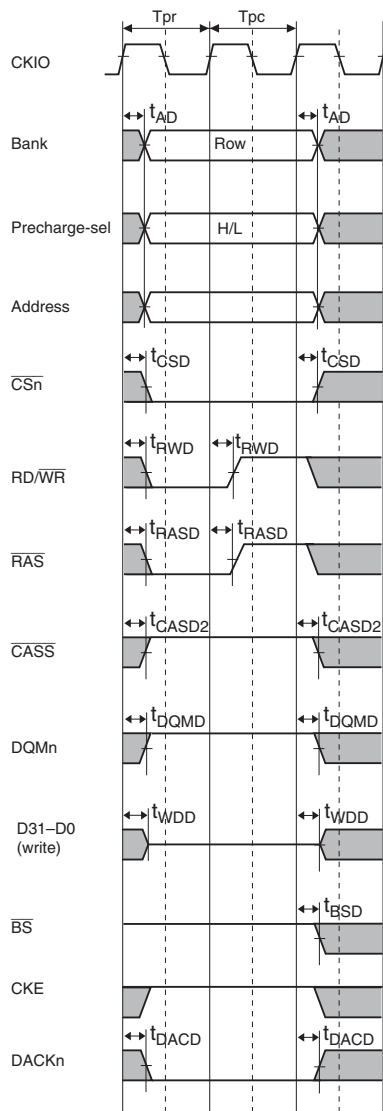 Tpr Tpc
CKIO
tAD tAD
Bank Row
Precharge-sel H/L
Address
tCSD tCSD
CSn
tRWD tRWD
RD/WR
tRASD tRASD
RAS
tCASD2 tCASD2
CASS
tDQMD tDQMD
DQMn
tWDD tWDD
D31–D0
(write)
tBSD
BS
CKE
tDACD tDACD
DACKn